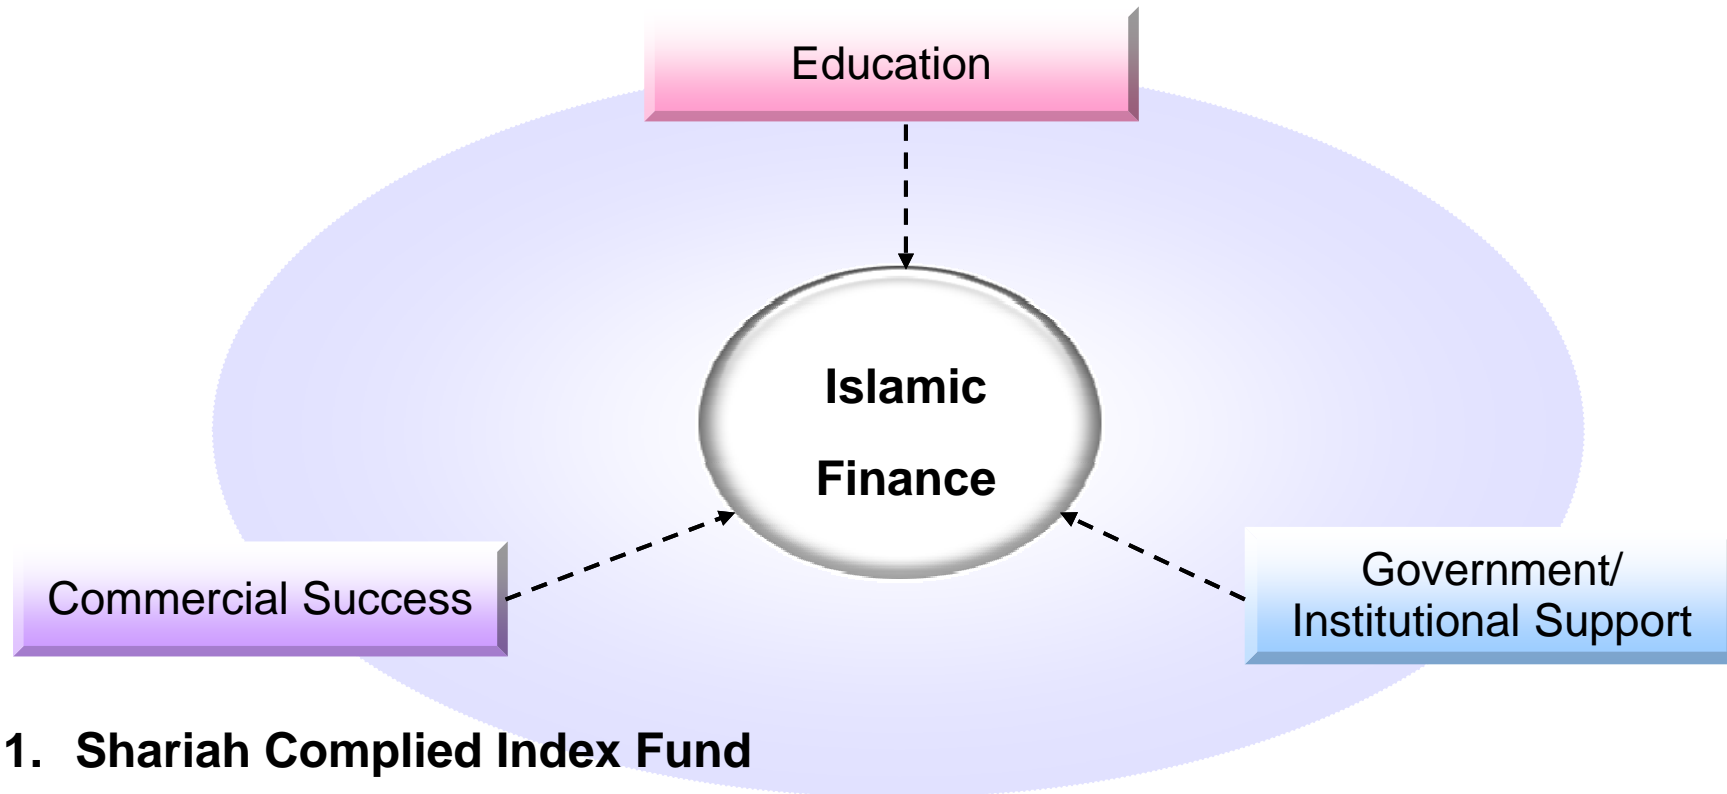 Education
Islamic
Finance
Commercial Success
Government/
Institutional Support
1. Shariah Complied Index Fund